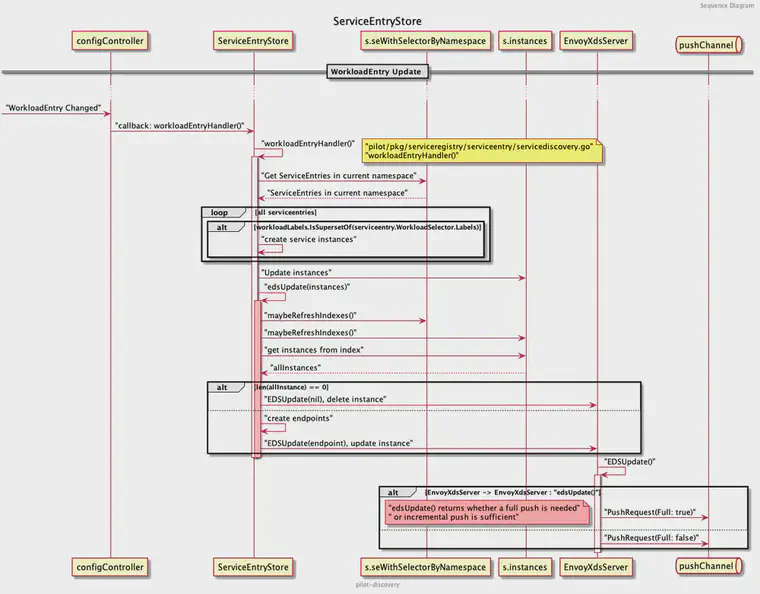 Sequence Diagram
ServiceEntryStore
configController
ServiceEntryStore
s.seWithSelectorByNamespace
s.instances
EnvoyXdsServer
pushChannel
WorkloadEntry Update
"WorkloadEntry Changed"
"callback: workloadEntryHandler()"
"workloadEntryHandler()"
"pilot/pkg/serviceregistry/serviceentry/servicediscovery.go"
"workloadEntryHandler()"
"Get ServiceEntries in current namespace"
"ServiceEntries in current namespace"
loop
[all serviceentries]
alt
[workloadLabels.IsSupersetOf(serviceentry.WorkloadSelector.Labels)]
"create service instances"
"Update instances"
"edsUpdate(instances)"
"maybeRefreshIndexes()"
"maybeRefreshIndexes()"
"get instances from index"
"allInstances"
alt
[len(allInstance) == 0]
"EDSUpdate(nil), delete instance"
"create endpoints"
"EDSUpdate(endpoint), update instance"
"EDSUpdate()"
alt
[EnvoyXdsServer -> EnvoyXdsServer : "edsUpdate()"]
"edsUpdate() returns whether a full push is needed"
" or incremental push is sufficient"
"PushRequest(Full: true)"
"PushRequest(Full: false)"
configController
ServiceEntryStore
s.seWithSelectorByNamespace
s.instances
EnvoyXdsServer
pushChannel
pilot-discovery